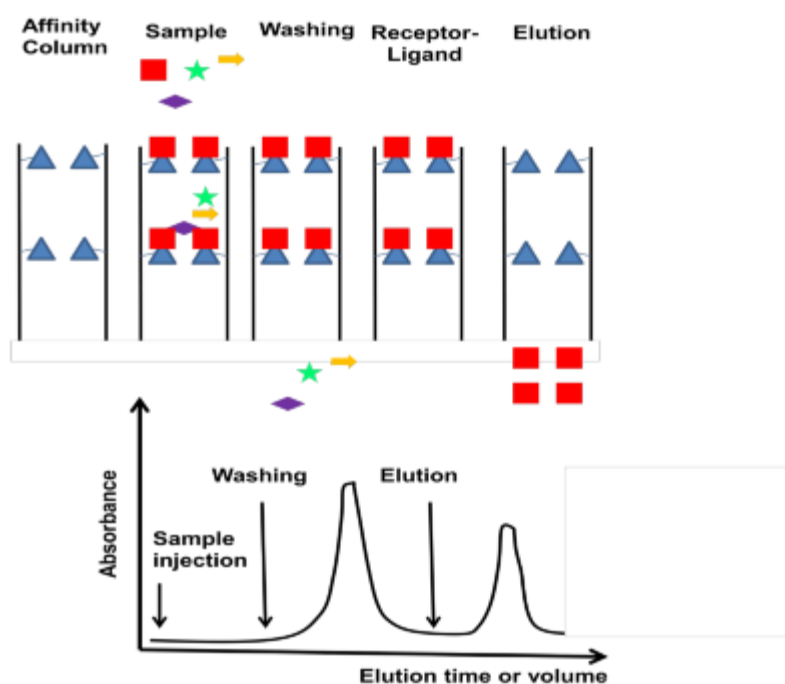 Affinity
Column
Sample
Washing
Receptor-
Ligand
Elution
Washing
Elution
Sample
injection
Absorbance
Elution time or volume